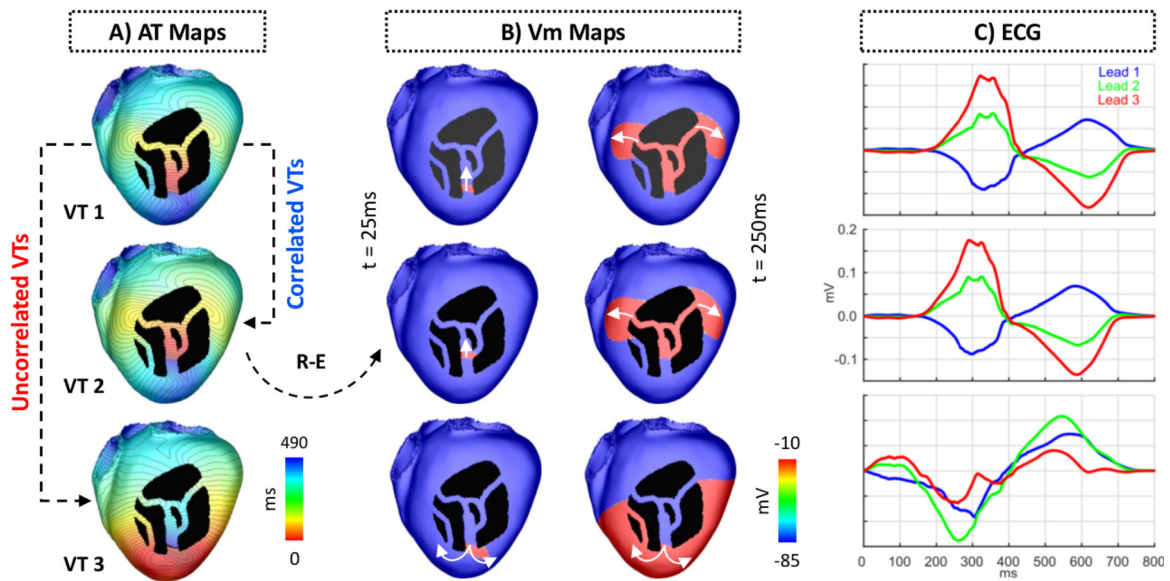 A) AT Maps
B) Vm Maps
C) ECG
Uncorrelated VTs
VT 1
Correlated VTs
VT 2
R-E
VT 3
490
ms
0
t = 25ms
t = 250ms
-10
mV
-85
Lead 1
Lead 2
Lead 3
0.2
0.1
0.0
-0.1
mV
0 100 200 300 400 500 600 700 800
ms